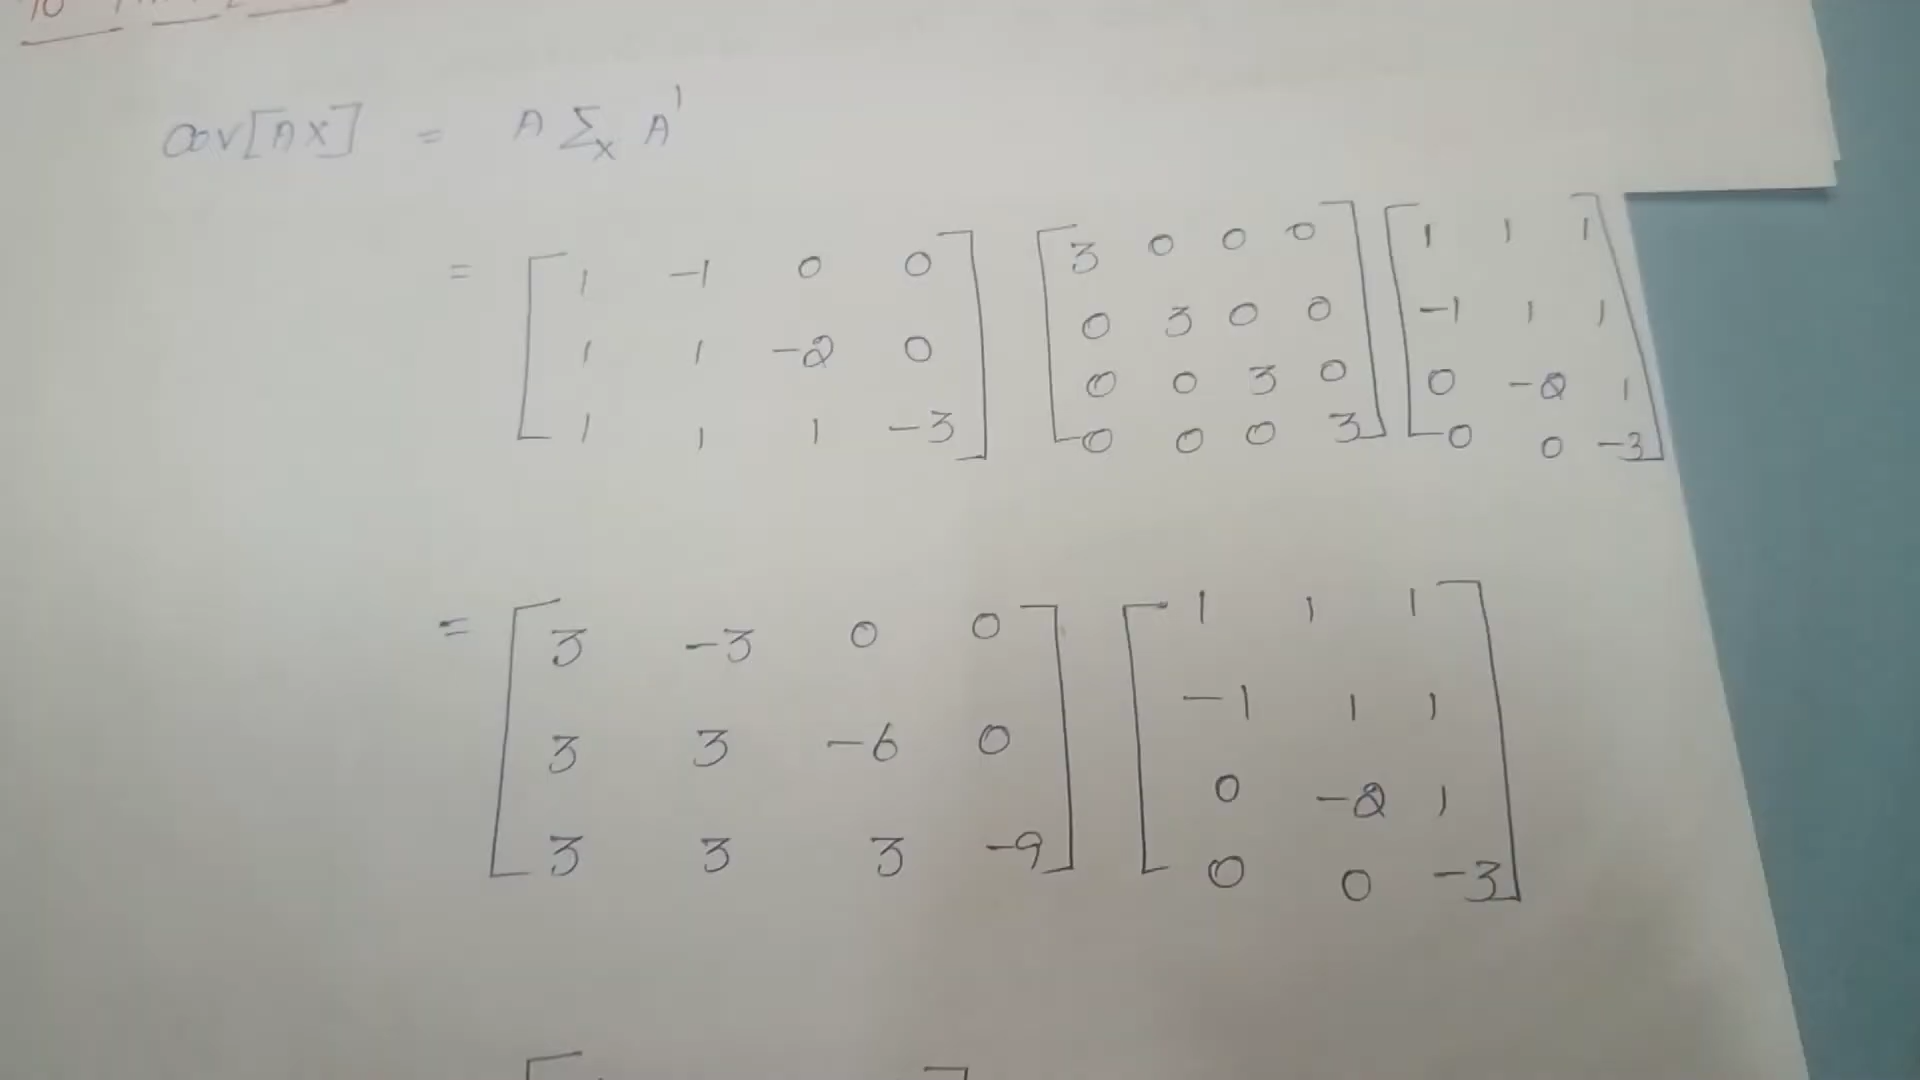 Cov[AX] = A Σx A'
= [ 1 -1 0 0 ] [ 3 0 0 0 ] [ 1 1 1 ]
[ 1 1 -2 0 ] [ 0 3 0 0 ] [ -1 1 1 ]
[ 1 1 1 -3 ] [ 0 0 3 0 ] [ 0 -2 1 ]
[ 0 0 0 3 ] [ 0 0 -3 ]
= [ 3 -3 0 0 ] [ 1 1 1 ]
[ 3 3 -6 0 ] [ -1 1 1 ]
[ 3 3 3 -9 ] [ 0 -2 1 ]
[ 0 0 -3 ]